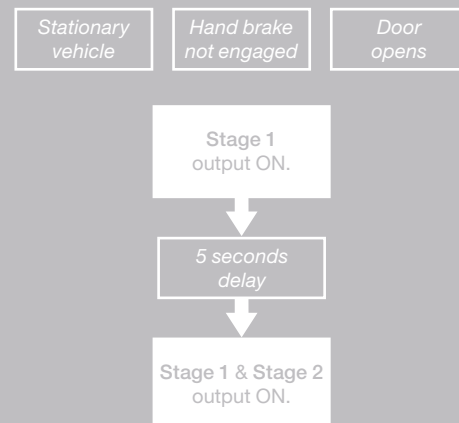 Stationary
vehicle
Hand brake
not engaged
Door
opens
Stage 1
output ON.
5 seconds
delay
Stage 1 & Stage 2
output ON.